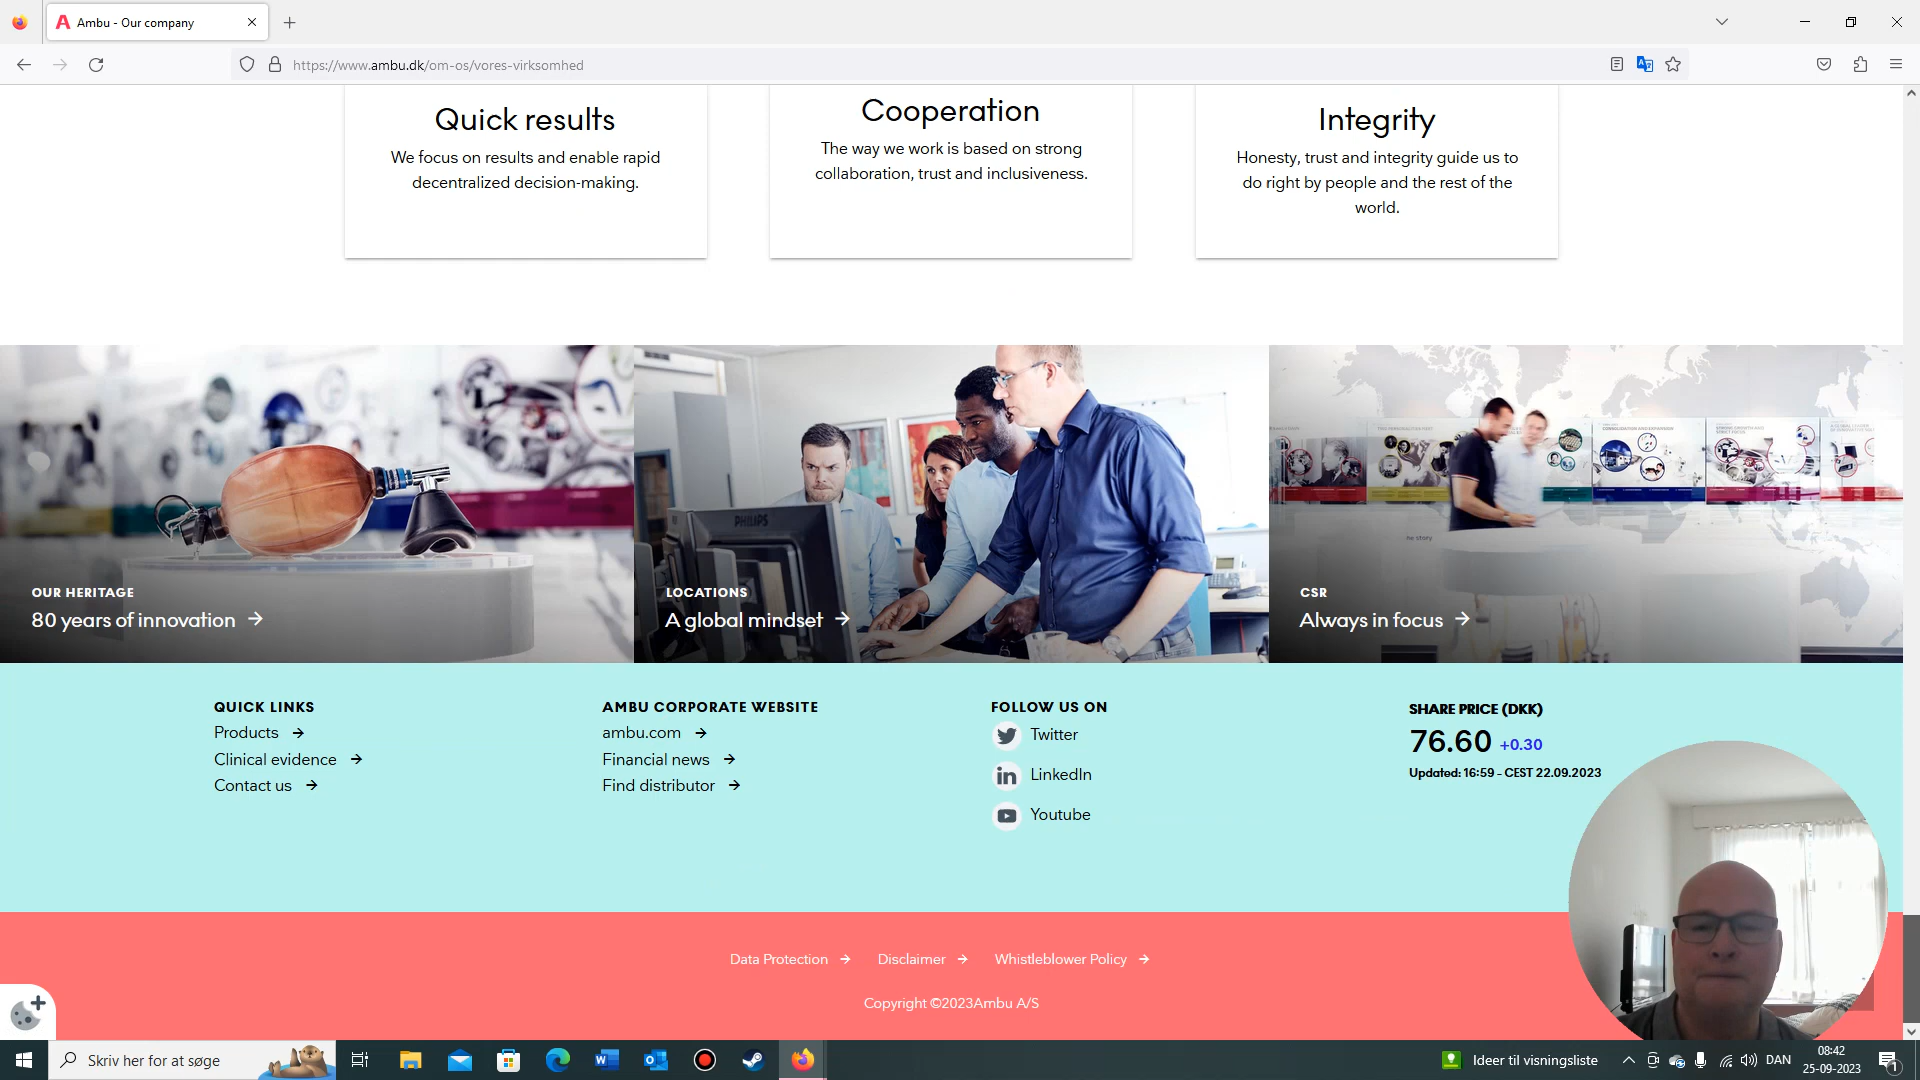 Ambu - Our company
https://www.ambu.dk/om-os/vores-virksomhed
Quick results
We focus on results and enable rapid
decentralized decision-making.
Cooperation
The way we work is based on strong
collaboration, trust and inclusiveness.
Integrity
Honesty, trust and integrity guide us to
do right by people and the rest of the
world.
OUR HERITAGE
80 years of innovation →
PHILIPS
LOCATIONS
A global mindset →
he story
CSR
Always in focus →
QUICK LINKS
Products →
Clinical evidence →
Contact us →
AMBU CORPORATE WEBSITE
ambu.com →
Financial news →
Find distributor →
FOLLOW US ON
Twitter
LinkedIn
Youtube
SHARE PRICE (DKK)
76.60 +0.30
Updated: 16:59 - CEST 22.09.2023
Data Protection → Disclaimer → Whistleblower Policy →
Copyright ©2023Ambu A/S
Skriv her for at søge
Ideer til visningsliste
DAN
08:42
25-09-2023
1